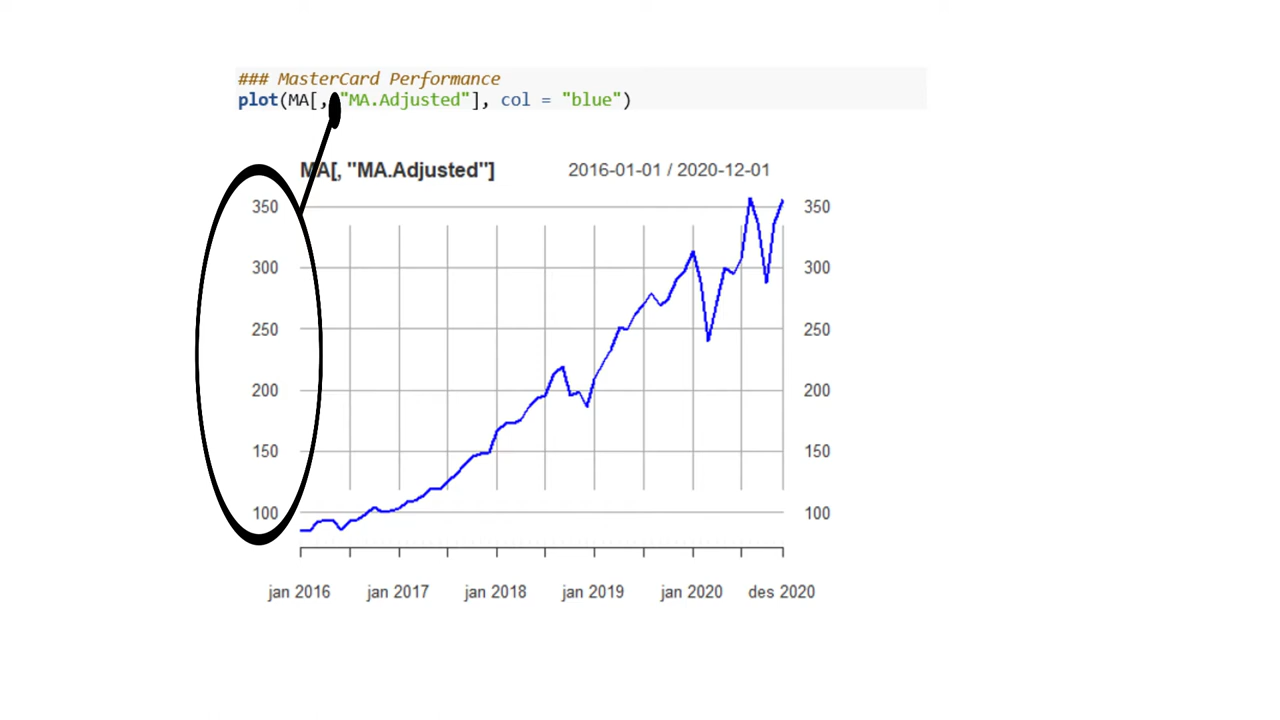 ### MasterCard Performance
plot(MA[, "MA.Adjusted"], col = "blue")
MA[, "MA.Adjusted"] 2016-01-01 / 2020-12-01
350 350
300 300
250 250
200 200
150 150
100 100
jan 2016 jan 2017 jan 2018 jan 2019 jan 2020 des 2020